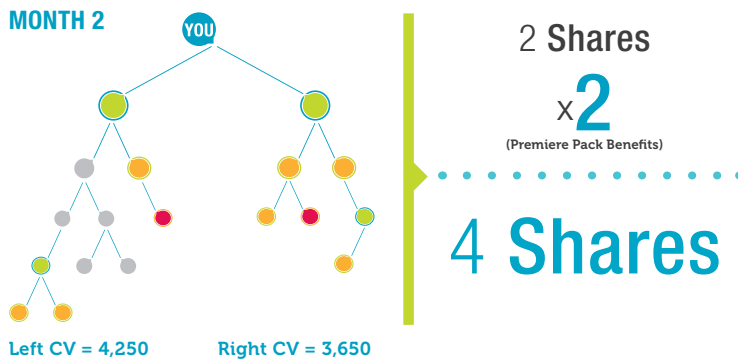 MONTH 2
YOU
Left CV = 4,250
Right CV = 3,650
2 Shares
x2
(Premiere Pack Benefits)
4 Shares